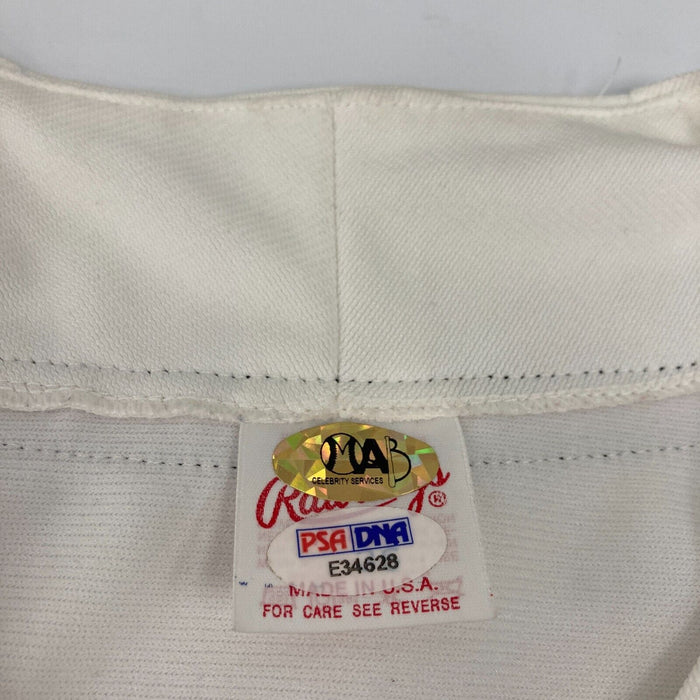 MAB
CELEBRITY SERVICES
®
PSA DNA
E34628
MADE IN U.S.A.
FOR CARE SEE REVERSE